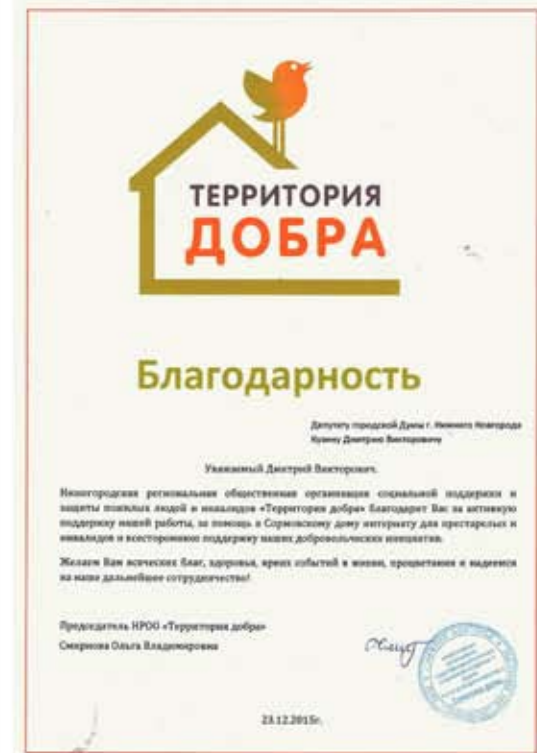 ТЕРРИТОРИЯ
ДОБРА
Благодарность
Депутату городской Думы г. Нижнего Новгорода
Кузину Дмитрию Викторовичу
Уважаемый Дмитрий Викторович.
Нижегородская региональная общественная организация социальной поддержки и
защиты пожилых людей и инвалидов «Территория добра» благодарит Вас за активную
поддержку нашей работы, за помощь в Сормовскому дому интернату для престарелых и
инвалидов и всестороннюю поддержку наших добровольческих инициатив.
Желаем Вам всяческих благ, здоровья, ярких событий в жизни, процветания и надеемся
на наше дальнейшее сотрудничество!
Председатель НРОО «Территория добра»
Смирнова Ольга Владимировна
23.12.2015г.